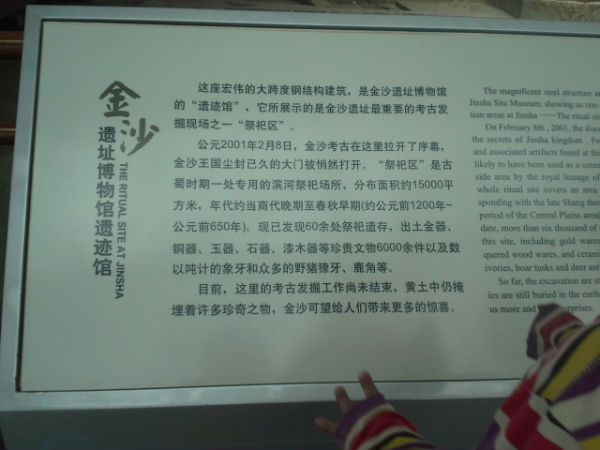 金沙
遗址博物馆遗迹馆
THE RITUAL SITE AT JINSHA
这座宏伟的大跨度钢结构建筑，是金沙遗址博物馆
的“遗迹馆”，它所展示的是金沙遗址最重要的考古发
掘现场之一“祭祀区”。
公元2001年2月8日，金沙考古在这里拉开了序幕，
金沙王国尘封已久的大门被悄然打开。“祭祀区”是古
蜀时期一处专用的滨河祭祀场所，分布面积约15000平
方米，年代约当商代晚期至春秋早期(约公元前1200年~
公元前650年)。现已发现60余处祭祀遗存，出土金器、
铜器、玉器、石器、漆木器等珍贵文物6000余件以及数
以吨计的象牙和众多的野猪獠牙、鹿角等。
目前，这里的考古发掘工作尚未结束，黄土中仍掩
埋着许多珍奇之物，金沙可望给人们带来更多的惊喜。
The magnificent steel structure
Jinsha Site Museum, showing us one
tion areas at Jinsha ——The ritual
On February 8th , 2001, the
the secrets of Jinsha kingdom .
and associated artifacts found at this
likely to have been used as a
side area by the royal lineage of
whole ritual site covers an area
sponding with the late Shang
period of the Central Plains
date, more than six thousand
this site, including gold
quered wood wares, and
ivories, boar tusks and deer
So far, the excavation are
ics are still buried in the
us more and